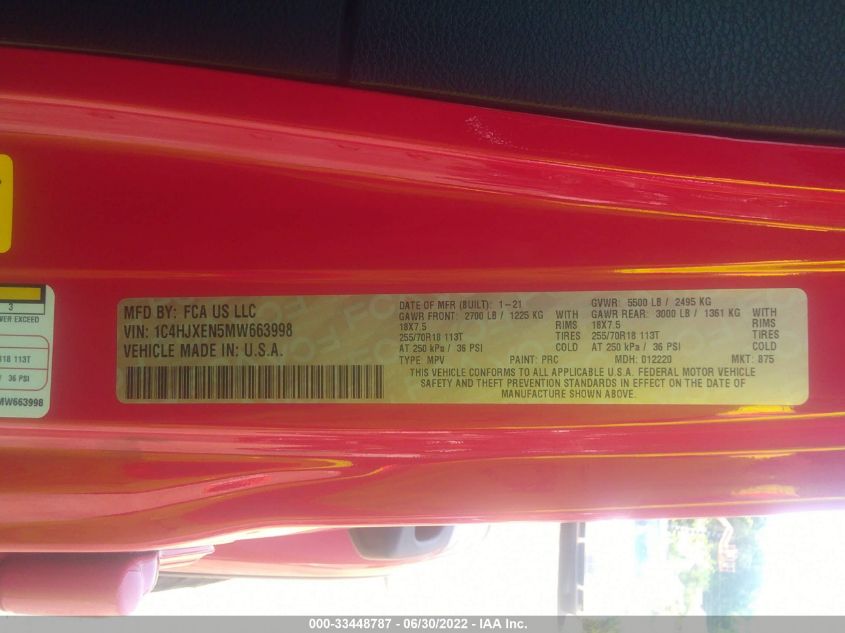 3
WER EXCEED
R18 113T
36 PSI
MW663998
MFD BY: FCA US LLC
VIN: 1C4HJXEN5MW663998
VEHICLE MADE IN: U.S.A.
DATE OF MFR (BUILT): 1-21
GAWR FRONT: 2700 LB / 1225 KG WITH
18X7.5 RIMS
255/70R18 113T TIRES
AT 250 kPa / 36 PSI COLD
TYPE: MPV PAINT: PRC
GVWR: 5500 LB / 2495 KG
GAWR REAR: 3000 LB / 1361 KG WITH
18X7.5 RIMS
255/70R18 113T TIRES
AT 250 kPa / 36 PSI COLD
MDH: 012220 MKT: 875
THIS VEHICLE CONFORMS TO ALL APPLICABLE U.S.A. FEDERAL MOTOR VEHICLE
SAFETY AND THEFT PREVENTION STANDARDS IN EFFECT ON THE DATE OF
MANUFACTURE SHOWN ABOVE.
000-33448787 - 06/30/2022 - IAA Inc.